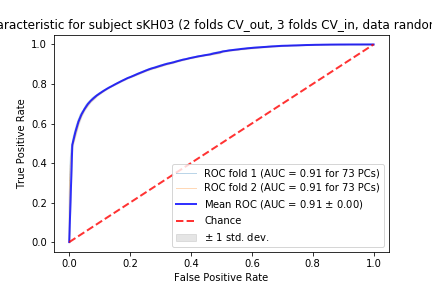 aracteristic for subject sKH03 (2 folds CV_out, 3 folds CV_in, data random
1.0
0.8
0.6
0.4
0.2
0.0
True Positive Rate
ROC fold 1 (AUC = 0.91 for 73 PCs)
ROC fold 2 (AUC = 0.91 for 73 PCs)
Mean ROC (AUC = 0.91 ± 0.00)
Chance
± 1 std. dev.
0.0 0.2 0.4 0.6 0.8 1.0
False Positive Rate